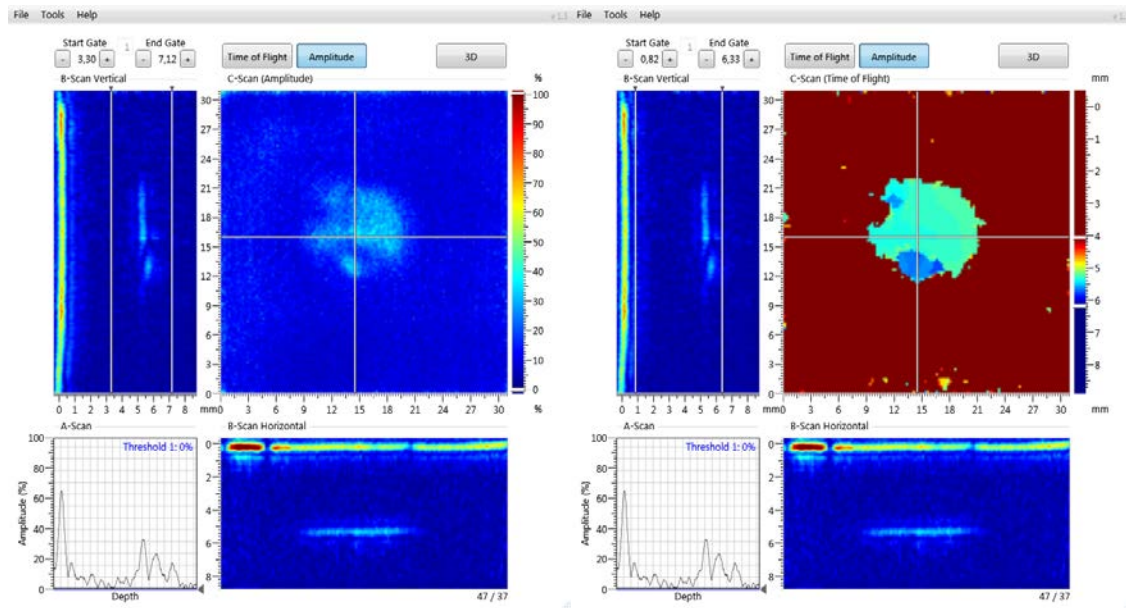 File Tools Help
v 1.3
Start Gate 1 End Gate
- 3,30 + - 7,12 +
Time of Flight Amplitude 3D
B-Scan Vertical
C-Scan (Amplitude)
%
30
27
24
21
18
15
12
9
6
3
0
100
90
80
70
60
50
40
30
20
10
0
0 1 2 3 4 5 6 7 8 mm
0 3 6 9 12 15 18 21 24 27 30 %
A-Scan
Threshold 1: 0%
Amplitude (%)
100
80
60
40
20
0
Depth
B-Scan Horizontal
0
2
4
6
8
47 / 37
File Tools Help
Start Gate 1 End Gate
- 0,82 + - 6,33 +
Time of Flight Amplitude 3D
B-Scan Vertical
C-Scan (Time of Flight)
mm
30
27
24
21
18
15
12
9
6
3
0
0
1
2
3
4
5
6
7
8
0 1 2 3 4 5 6 7 8 mm
0 3 6 9 12 15 18 21 24 27 30 mm
A-Scan
Threshold 1: 0%
Amplitude (%)
100
80
60
40
20
0
Depth
B-Scan Horizontal
0
2
4
6
8
47 / 37